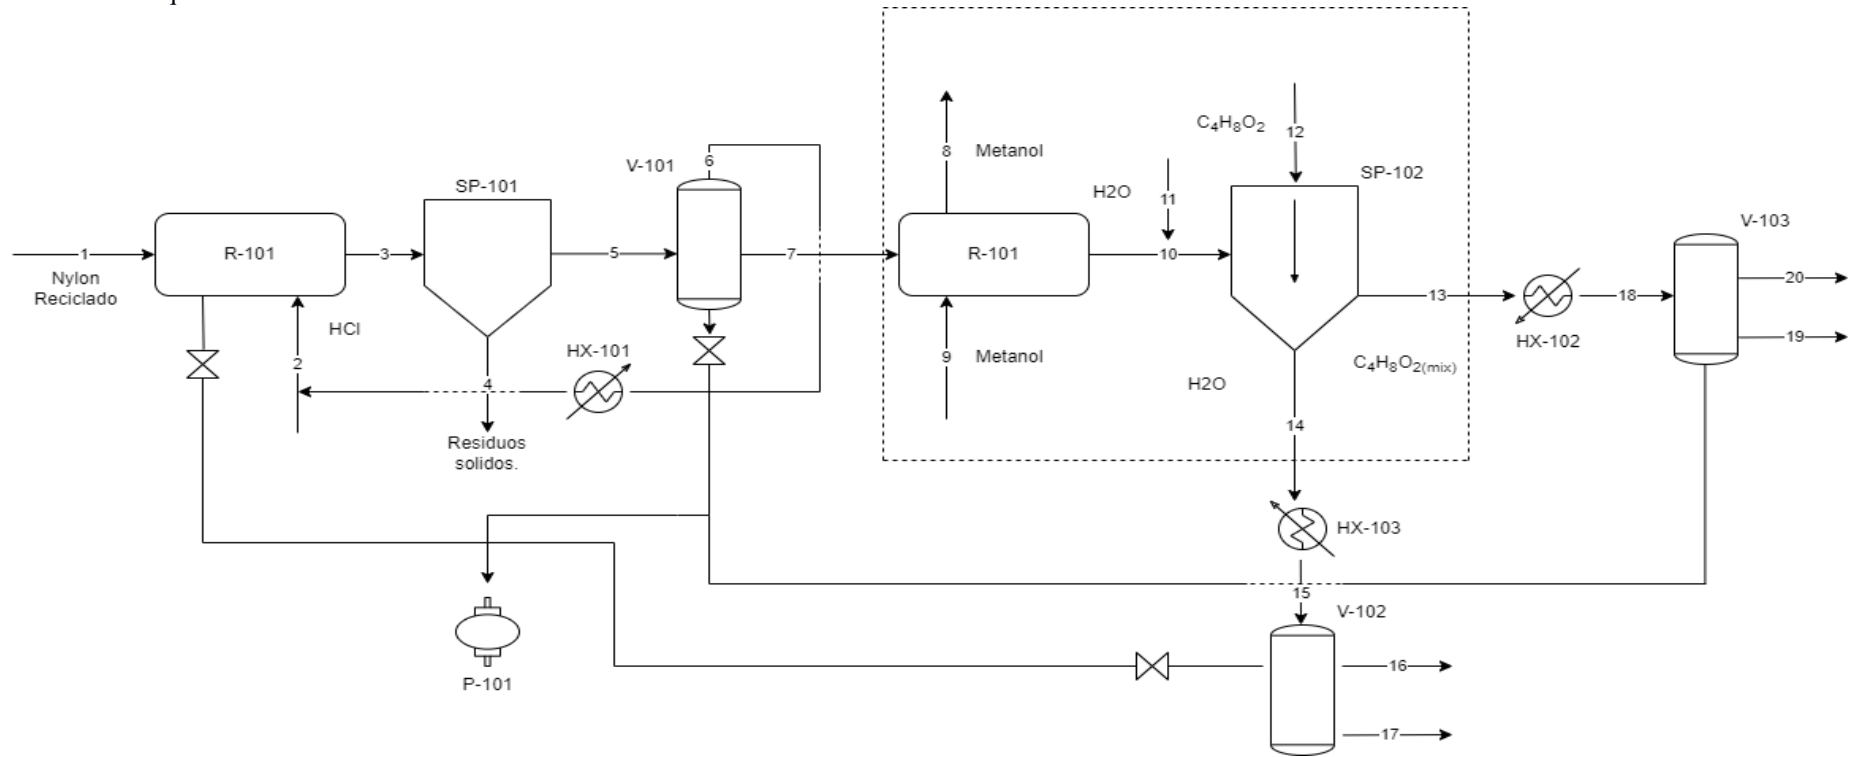 8
Metanol
C4H8O2
12
SP-102
V-101
6
SP-101
H2O
11
V-103
1
R-101
3
5
7
R-101
10
20
Nylon
Reciclado
13
18
HCl
2
HX-101
9
Metanol
19
HX-102
4
H2O
C4H8O2(mix)
Residuos
solidos.
14
HX-103
15
V-102
P-101
16
17